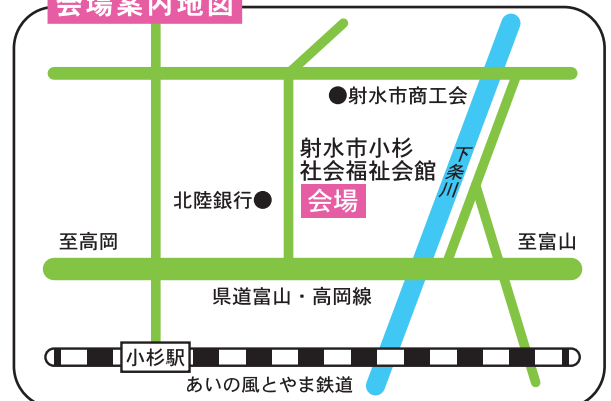 会場案内地図
●射水市商工会
射水市小杉
社会福祉会館
会場
下条川
北陸銀行●
至高岡
至富山
県道富山・高岡線
小杉駅
あいの風とやま鉄道